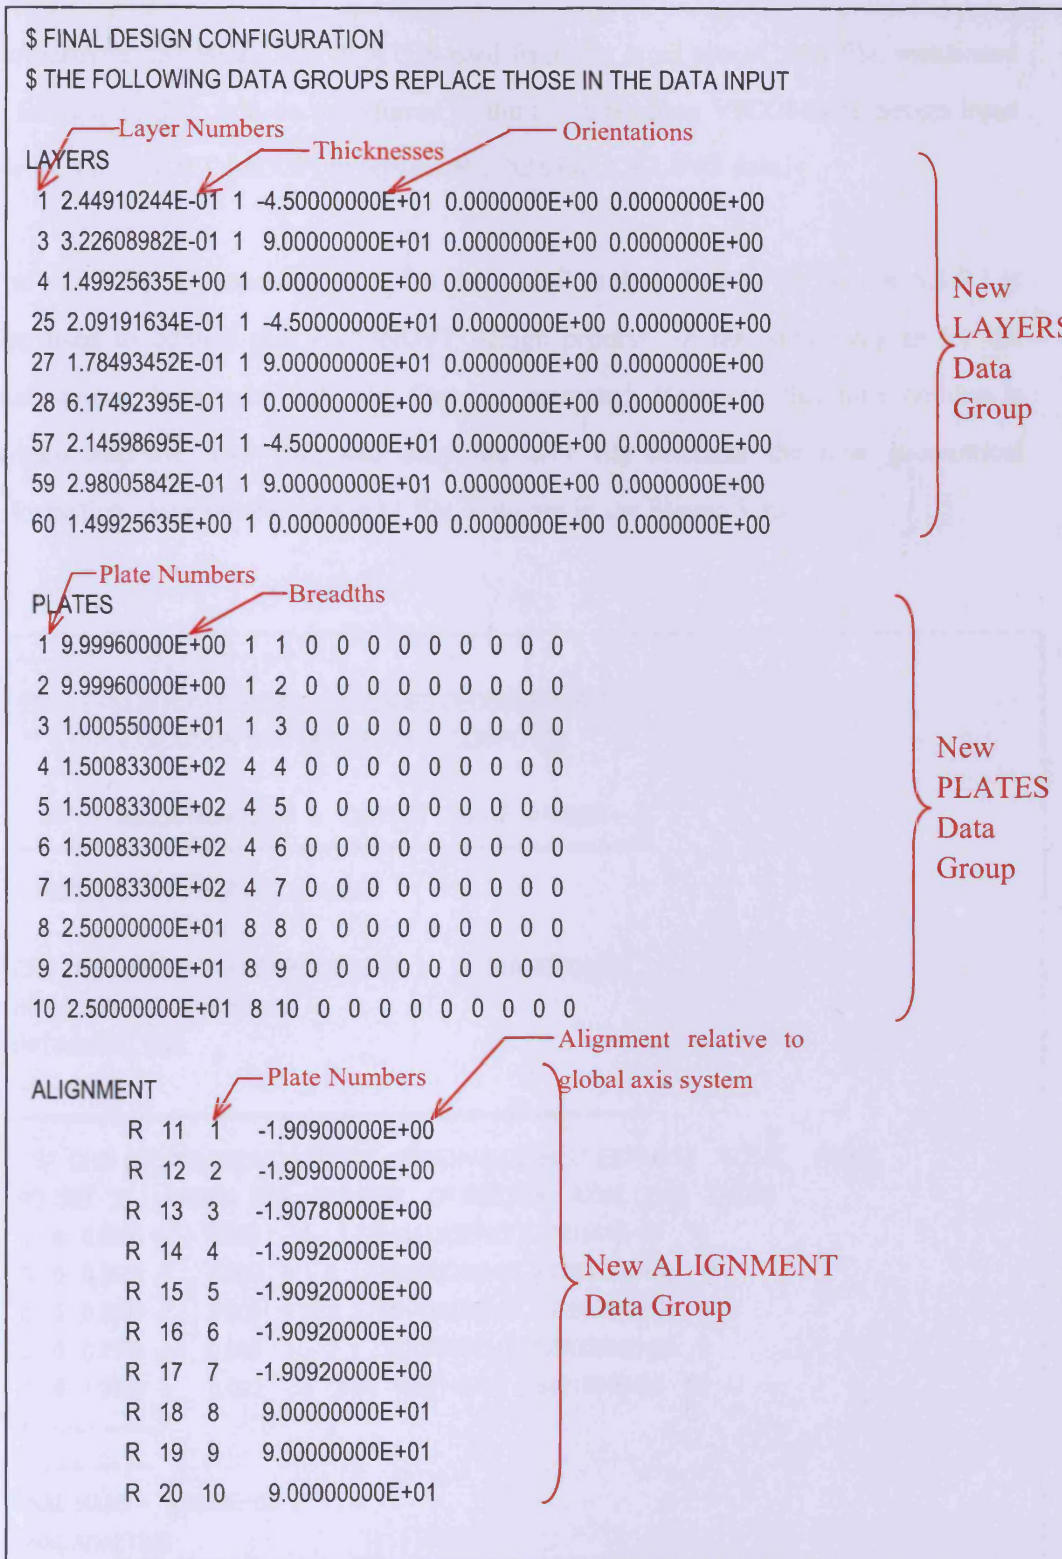 $ FINAL DESIGN CONFIGURATION
$ THE FOLLOWING DATA GROUPS REPLACE THOSE IN THE DATA INPUT
Layer Numbers
Thicknesses
Orientations
LAYERS
1 2.44910244E-01 1 -4.50000000E+01 0.0000000E+00 0.0000000E+00
3 3.22608982E-01 1 9.00000000E+01 0.0000000E+00 0.0000000E+00
4 1.49925635E+00 1 0.00000000E+00 0.0000000E+00 0.0000000E+00
25 2.09191634E-01 1 -4.50000000E+01 0.0000000E+00 0.0000000E+00
27 1.78493452E-01 1 9.00000000E+01 0.0000000E+00 0.0000000E+00
28 6.17492395E-01 1 0.00000000E+00 0.0000000E+00 0.0000000E+00
57 2.14598695E-01 1 -4.50000000E+01 0.0000000E+00 0.0000000E+00
59 2.98005842E-01 1 9.00000000E+01 0.0000000E+00 0.0000000E+00
60 1.49925635E+00 1 0.00000000E+00 0.0000000E+00 0.0000000E+00
New
LAYERS
Data
Group
Plate Numbers
Breadths
PLATES
1 9.99960000E+00 1 1 0 0 0 0 0 0 0 0 0
2 9.99960000E+00 1 2 0 0 0 0 0 0 0 0 0
3 1.00055000E+01 1 3 0 0 0 0 0 0 0 0 0
4 1.50083300E+02 4 4 0 0 0 0 0 0 0 0 0
5 1.50083300E+02 4 5 0 0 0 0 0 0 0 0 0
6 1.50083300E+02 4 6 0 0 0 0 0 0 0 0 0
7 1.50083300E+02 4 7 0 0 0 0 0 0 0 0 0
8 2.50000000E+01 8 8 0 0 0 0 0 0 0 0 0
9 2.50000000E+01 8 9 0 0 0 0 0 0 0 0 0
10 2.50000000E+01 8 10 0 0 0 0 0 0 0 0 0
New
PLATES
Data
Group
Alignment relative to
global axis system
Plate Numbers
ALIGNMENT
R 11 1 -1.90900000E+00
R 12 2 -1.90900000E+00
R 13 3 -1.90780000E+00
R 14 4 -1.90920000E+00
R 15 5 -1.90920000E+00
R 16 6 -1.90920000E+00
R 17 7 -1.90920000E+00
R 18 8 9.00000000E+01
R 19 9 9.00000000E+01
R 20 10 9.00000000E+01
New ALIGNMENT
Data Group